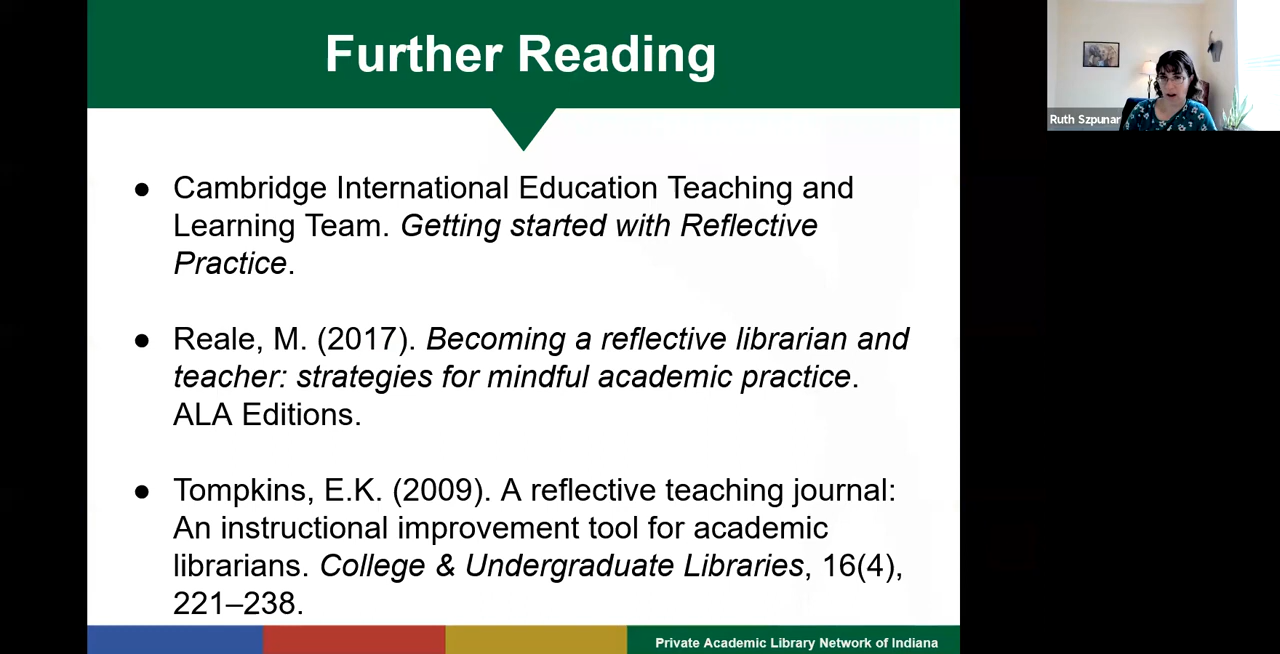 Further Reading
Ruth Szpunar
● Cambridge International Education Teaching and
Learning Team. Getting started with Reflective
Practice.
● Reale, M. (2017). Becoming a reflective librarian and
teacher: strategies for mindful academic practice.
ALA Editions.
● Tompkins, E.K. (2009). A reflective teaching journal:
An instructional improvement tool for academic
librarians. College & Undergraduate Libraries, 16(4),
221–238.
Private Academic Library Network of Indiana